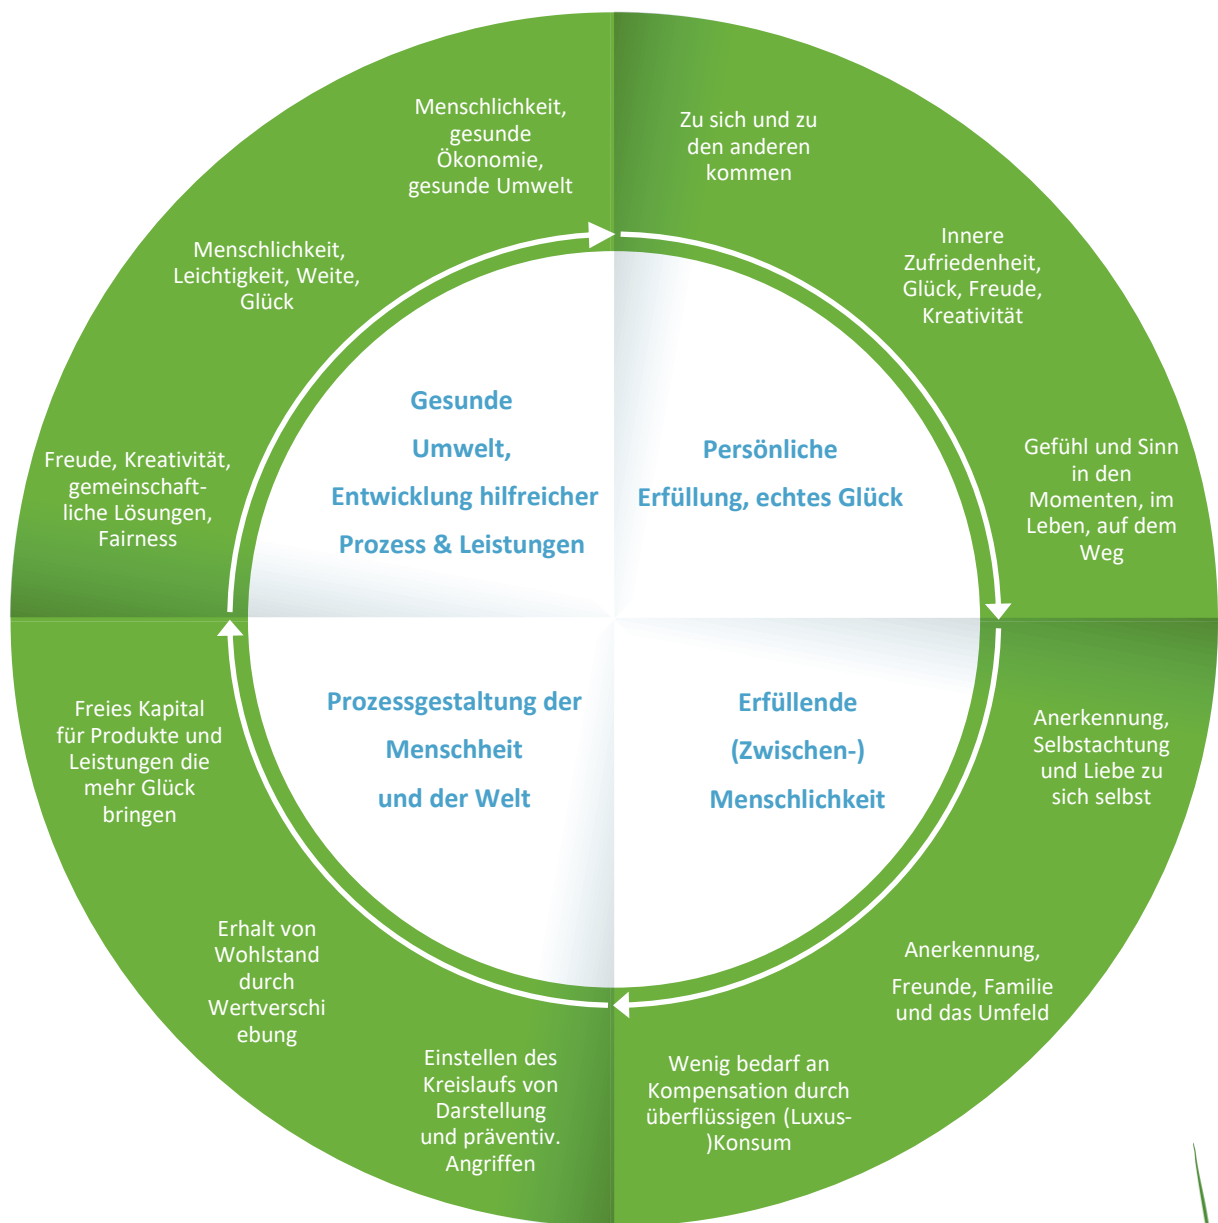 Menschlichkeit,
gesunde
Ökonomie,
gesunde Umwelt
Zu sich und zu
den anderen
kommen
Menschlichkeit,
Leichtigkeit, Weite,
Glück
Innere
Zufriedenheit,
Glück, Freude,
Kreativität
Freude, Kreativität,
gemeinschaft-
liche Lösungen,
Fairness
Gesunde
Umwelt,
Entwicklung hilfreicher
Prozess & Leistungen
Persönliche
Erfüllung, echtes Glück
Gefühl und Sinn
in den
Momenten, im
Leben, auf dem
Weg
Freies Kapital
für Produkte und
Leistungen die
mehr Glück
bringen
Prozessgestaltung der
Menschheit
und der Welt
Erfüllende
(Zwischen-)
Menschlichkeit
Anerkennung,
Selbstachtung
und Liebe zu
sich selbst
Erhalt von
Wohlstand
durch
Wertverschi
ebung
Anerkennung,
Freunde, Familie
und das Umfeld
Einstellen des
Kreislaufs von
Darstellung
und präventiv.
Angriffen
Wenig bedarf an
Kompensation durch
überflüssigen (Luxus-
)Konsum